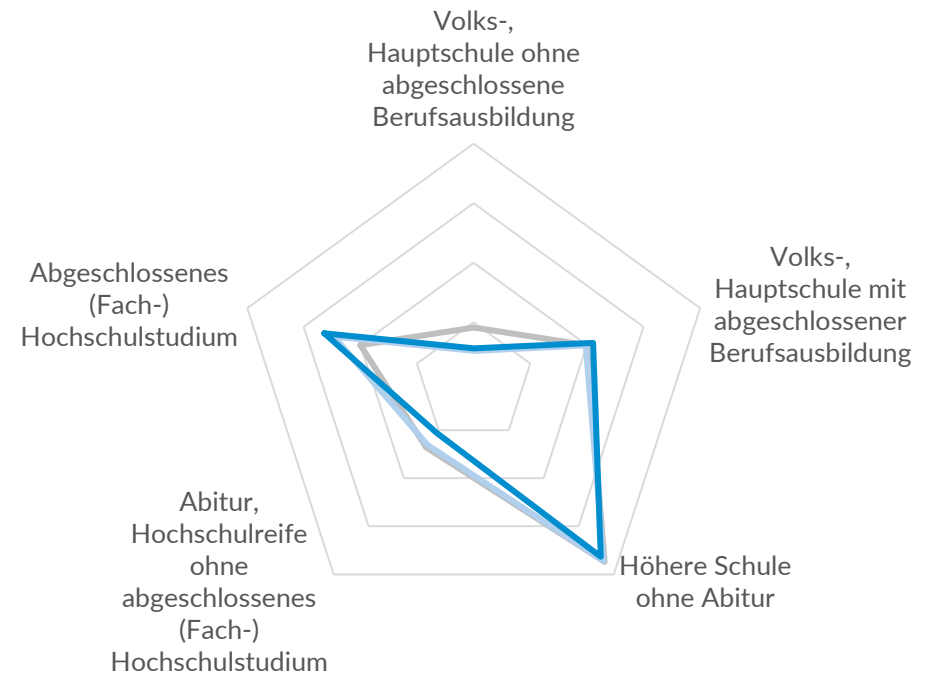 Volks-,
Hauptschule ohne
abgeschlossene
Berufsausbildung
Volks-,
Hauptschule mit
abgeschlossener
Berufsausbildung
Höhere Schule
ohne Abitur
Abitur,
Hochschulreife
ohne
abgeschlossenes
(Fach-)
Hochschulstudium
Abgeschlossenes
(Fach-)
Hochschulstudium